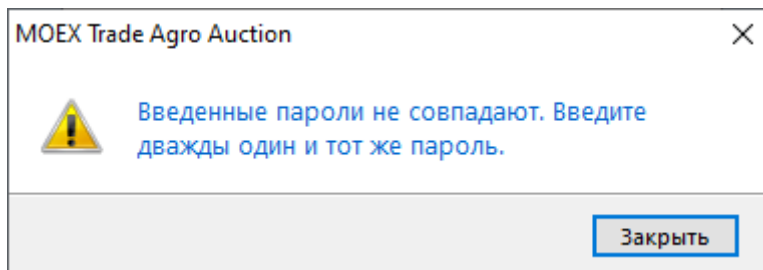 MOEX Trade Agro Auction
Введенные пароли не совпадают. Введите
дважды один и тот же пароль.
Закрыть